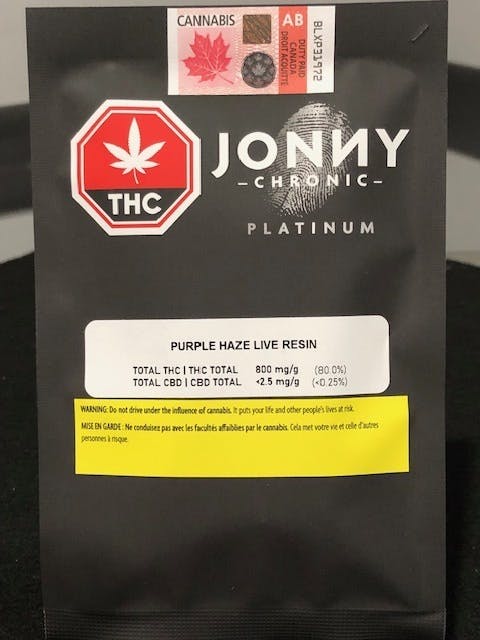 CANNABIS
AB
DUTY PAID
CANADA
DROIT ACQUITTÉ
BLXP31972
THC
JONNY
–CHRONIC–
PLATINUM
PURPLE HAZE LIVE RESIN
TOTAL THC | THC TOTAL 800 mg/g (80.0%)
TOTAL CBD | CBD TOTAL <2.5 mg/g (<0.25%)
WARNING: Do not drive under the influence of cannabis. It puts your life and other people's lives at risk.
MISE EN GARDE : Ne conduisez pas avec les facultés affaiblies par le cannabis. Cela met votre vie et celle d'autres
personnes à risque.